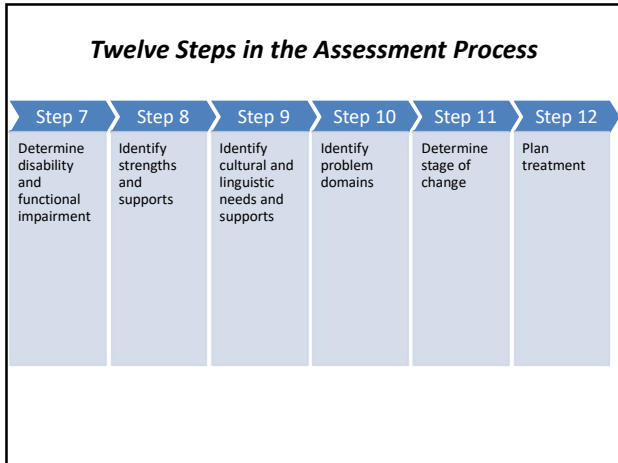 Twelve Steps in the Assessment Process
Step 7
Step 8
Step 9
Step 10
Step 11
Step 12
Determine
disability
and
functional
impairment
Identify
strengths
and
supports
Identify
cultural and
linguistic
needs and
supports
Identify
problem
domains
Determine
stage of
change
Plan
treatment